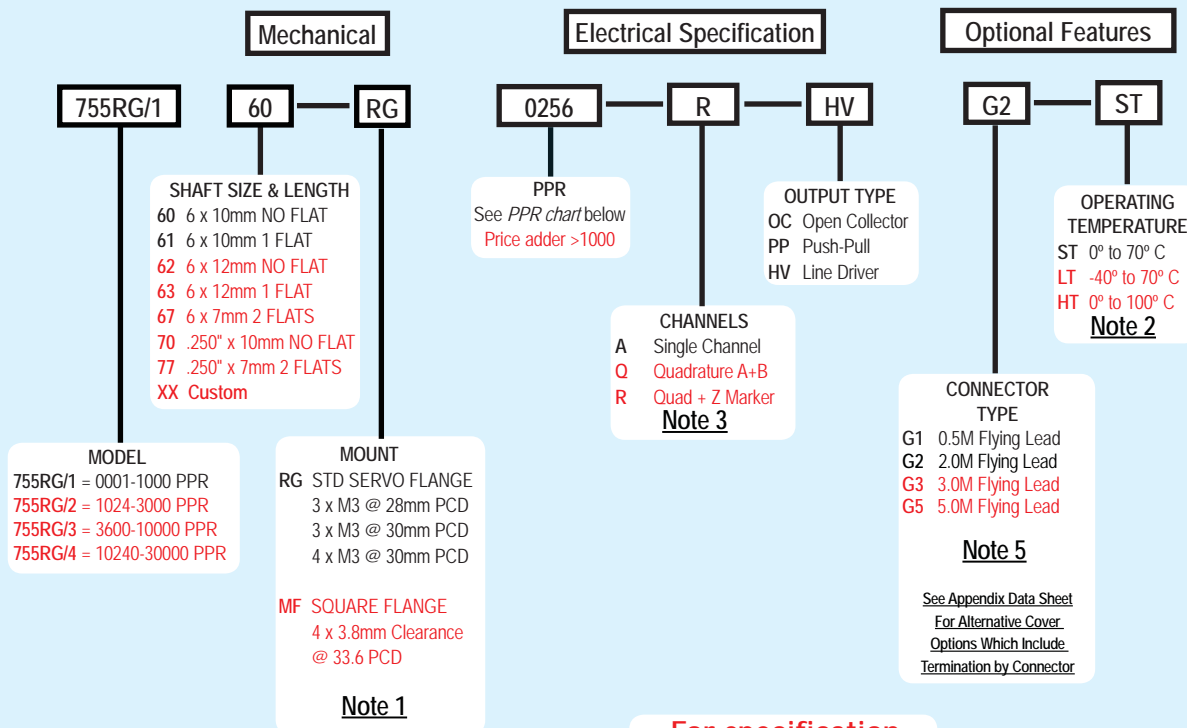 Mechanical
Electrical Specification
Optional Features
755RG/1
60
RG
0256
R
HV
G2
ST
SHAFT SIZE & LENGTH
60 6 x 10mm NO FLAT
61 6 x 10mm 1 FLAT
62 6 x 12mm NO FLAT
63 6 x 12mm 1 FLAT
67 6 x 7mm 2 FLATS
70 .250" x 10mm NO FLAT
77 .250" x 7mm 2 FLATS
XX Custom
PPR
See PPR chart below
Price adder >1000
OUTPUT TYPE
OC Open Collector
PP Push-Pull
HV Line Driver
OPERATING
TEMPERATURE
ST 0º to 70º C
LT -40º to 70º C
HT 0º to 100º C
Note 2
CHANNELS
A Single Channel
Q Quadrature A+B
R Quad + Z Marker
Note 3
CONNECTOR
TYPE
G1 0.5M Flying Lead
G2 2.0M Flying Lead
G3 3.0M Flying Lead
G5 5.0M Flying Lead
Note 5
See Appendix Data Sheet
For Alternative Cover
Options Which Include
Termination by Connector
MODEL
755RG/1 = 0001-1000 PPR
755RG/2 = 1024-3000 PPR
755RG/3 = 3600-10000 PPR
755RG/4 = 10240-30000 PPR
MOUNT
RG STD SERVO FLANGE
3 x M3 @ 28mm PCD
3 x M3 @ 30mm PCD
4 x M3 @ 30mm PCD
MF SQUARE FLANGE
4 x 3.8mm Clearance
@ 33.6 PCD
Note 1
For specification